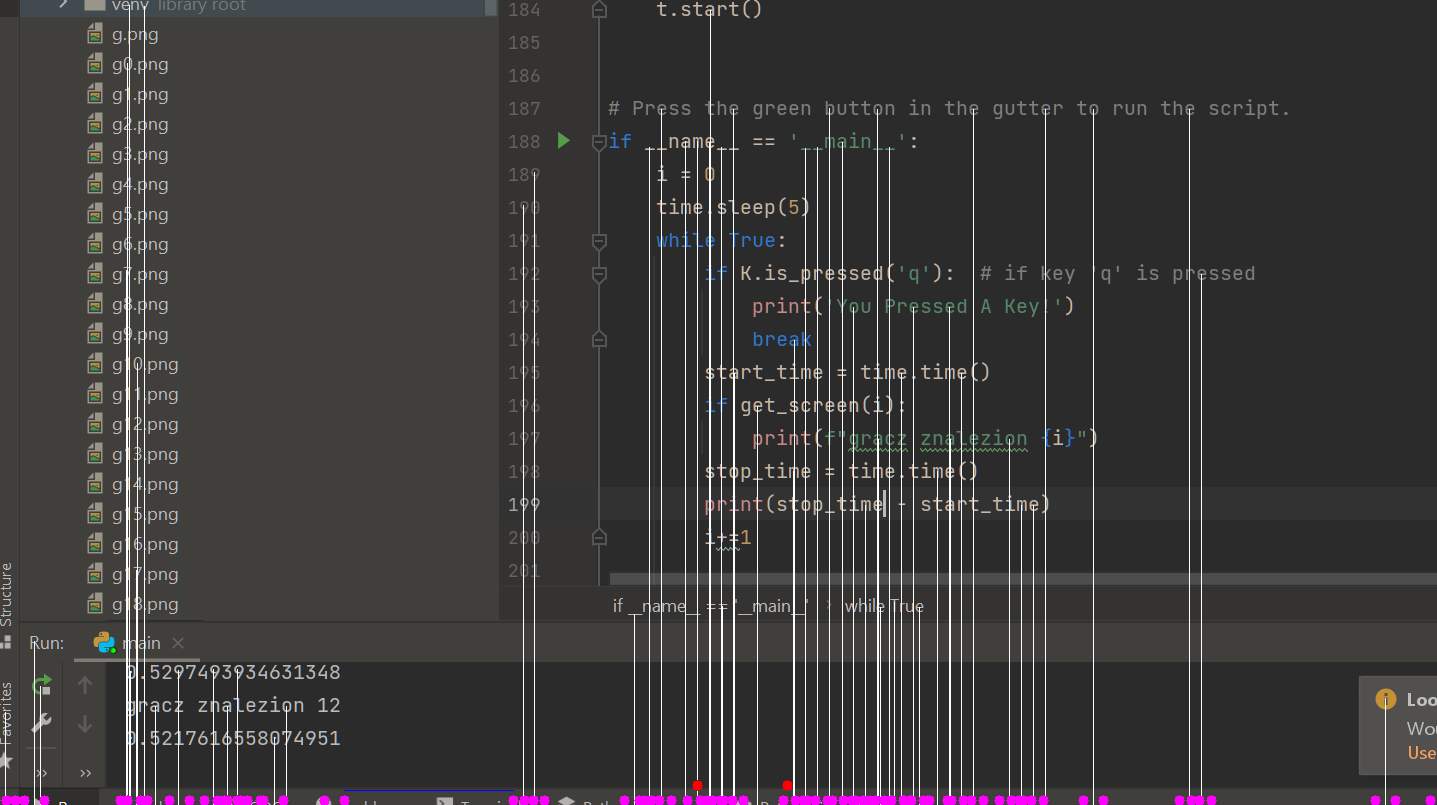 venv library root
g.png
g0.png
g1.png
g2.png
g3.png
g4.png
g5.png
g6.png
g7.png
g8.png
g9.png
g10.png
g11.png
g12.png
g13.png
g14.png
g15.png
g16.png
g17.png
g18.png
184 t.start()
185
186
187 # Press the green button in the gutter to run the script.
188 if __name__ == '__main__':
189 i = 0
190 time.sleep(5)
191 while True:
192 if K.is_pressed('q'):  # if key 'q' is pressed
193 print('You Pressed A Key!')
194 break
195 start_time = time.time()
196 if get_screen(i):
197 print(f"gracz znalezion {i}")
198 stop_time = time.time()
199 print(stop_time - start_time)
200 i+=1
201
if __name__ == '__main__' › while True
Structure
Favorites
Run: main
0.5297493934631348
gracz znalezion 12
0.5217616558074951
Loo
Wou
Use